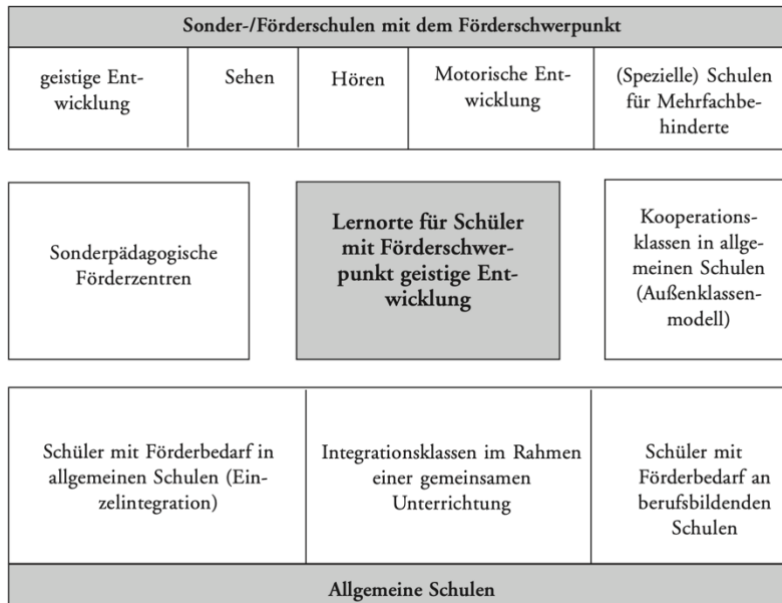 Sonder-/Förderschulen mit dem Förderschwerpunkt
geistige Ent-
wicklung
Sehen
Hören
Motorische Ent-
wicklung
(Spezielle) Schulen
für Mehrfachbe-
hinderte
Sonderpädagogische
Förderzentren
Lernorte für Schüler
mit Förderschwer-
punkt geistige Ent-
wicklung
Kooperations-
klassen in allge-
meinen Schulen
(Außenklassen-
modell)
Schüler mit Förderbedarf in
allgemeinen Schulen (Ein-
zelintegration)
Integrationsklassen im Rahmen
einer gemeinsamen
Unterrichtung
Schüler mit
Förderbedarf an
berufsbildenden
Schulen
Allgemeine Schulen